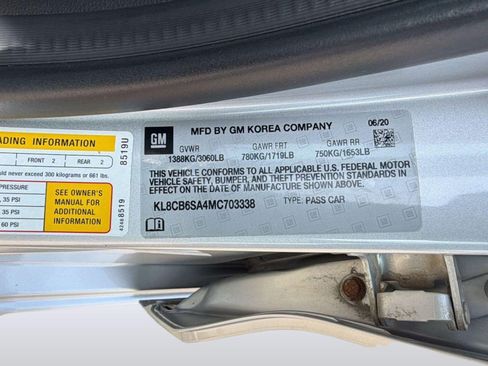 ADING INFORMATION
FRONT 2 REAR 2
uld never exceed 300 kilograms or 661 lbs.
PRESSURE
, 35 PSI
35 PSI
60 PSI
SEE OWNER'S
MANUAL FOR
ADDITIONAL
INFORMATION
8519U
42488519
GM
MFD BY GM KOREA COMPANY
06/20
GVWR GAWR FRT GAWR RR
1388KG/3060LB 780KG/1719LB 750KG/1653LB
THIS VEHICLE CONFORMS TO ALL APPLICABLE U.S. FEDERAL MOTOR
VEHICLE SAFETY, BUMPER, AND THEFT PREVENTION STANDARDS IN
EFFECT ON THE DATE OF MANUFACTURE SHOWN ABOVE.
KL8CB6SA4MC703338 TYPE: PASS CAR